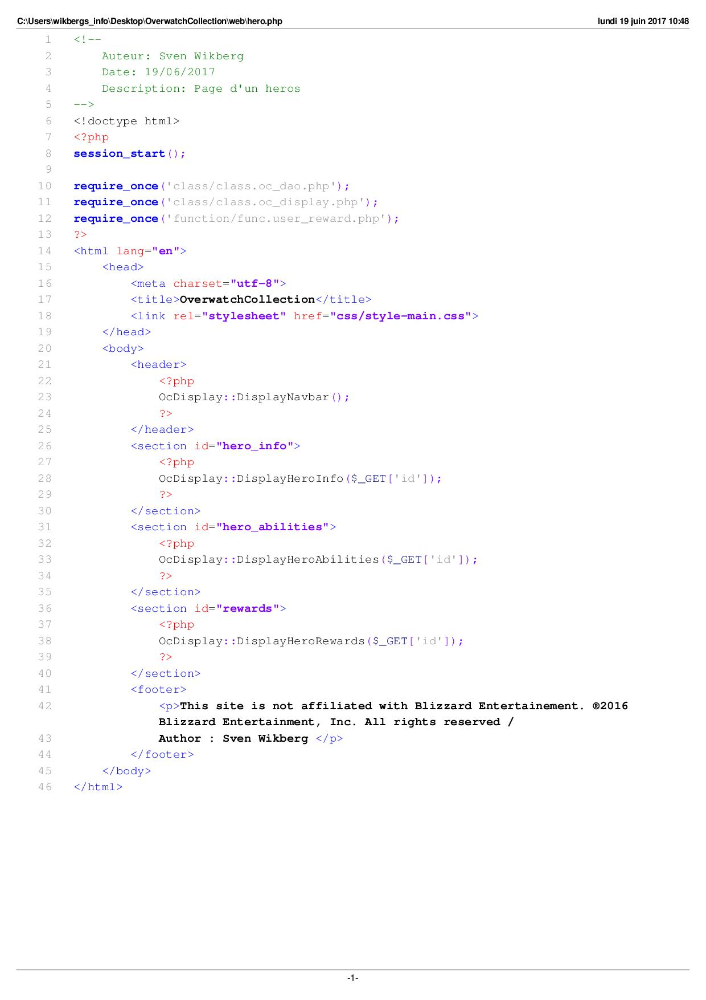 C:\Users\wikbergs_info\Desktop\OverwatchCollection\web\hero.php lundi 19 juin 2017 10:48
1 <!--
2     Auteur: Sven Wikberg
3     Date: 19/06/2017
4     Description: Page d'un heros
5 -->
6 <!doctype html>
7 <?php
8 session_start();
9
10 require_once('class/class.oc_dao.php');
11 require_once('class/class.oc_display.php');
12 require_once('function/func.user_reward.php');
13 ?>
14 <html lang="en">
15     <head>
16         <meta charset="utf-8">
17         <title>OverwatchCollection</title>
18         <link rel="stylesheet" href="css/style-main.css">
19     </head>
20     <body>
21         <header>
22             <?php
23             OcDisplay::DisplayNavbar();
24             ?>
25         </header>
26         <section id="hero_info">
27             <?php
28             OcDisplay::DisplayHeroInfo($_GET['id']);
29             ?>
30         </section>
31         <section id="hero_abilities">
32             <?php
33             OcDisplay::DisplayHeroAbilities($_GET['id']);
34             ?>
35         </section>
36         <section id="rewards">
37             <?php
38             OcDisplay::DisplayHeroRewards($_GET['id']);
39             ?>
40         </section>
41         <footer>
42             <p>This site is not affiliated with Blizzard Entertainement. ®2016
            Blizzard Entertainment, Inc. All rights reserved /
43             Author : Sven Wikberg </p>
44         </footer>
45     </body>
46 </html>
-1-